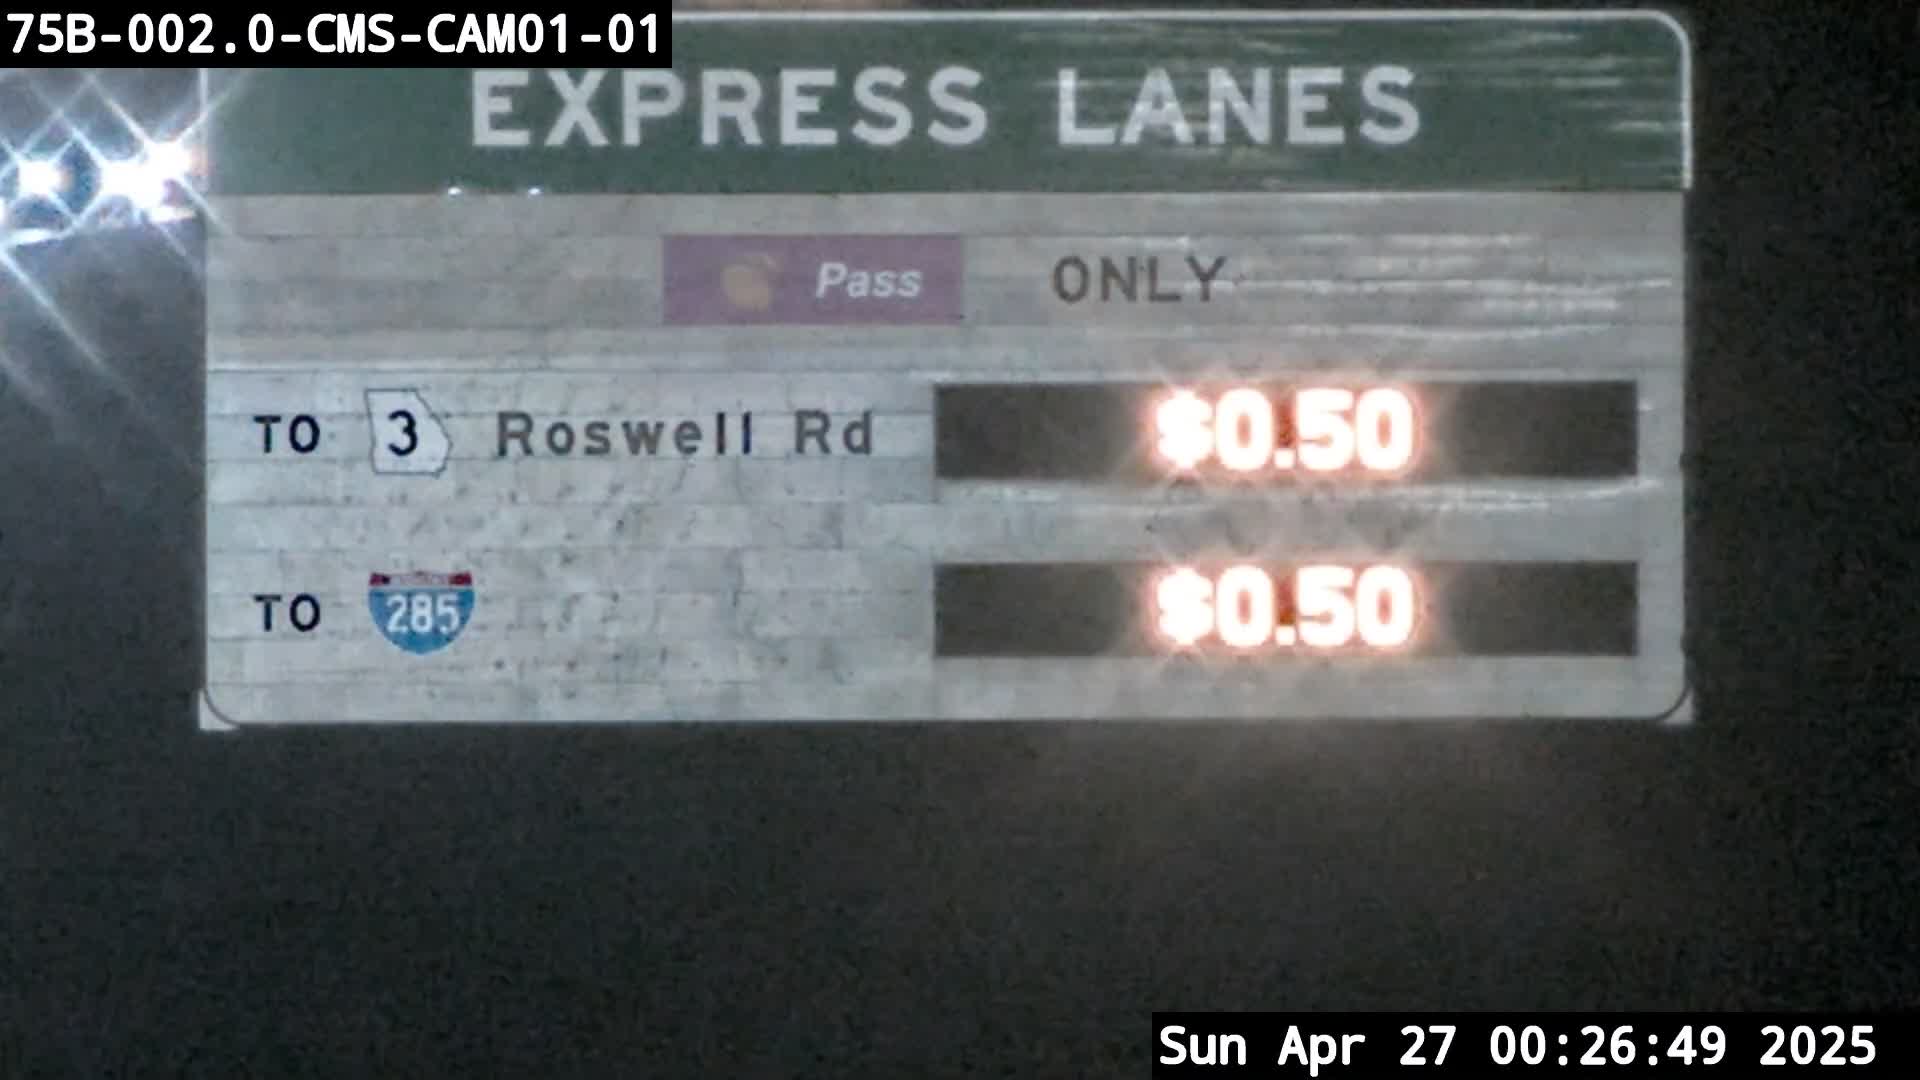 75B-002.0-CMS-CAM01-01
EXPRESS LANES
Pass ONLY
TO 3 Roswell Rd $0.50
TO 285 $0.50
Sun Apr 27 00:26:49 2025